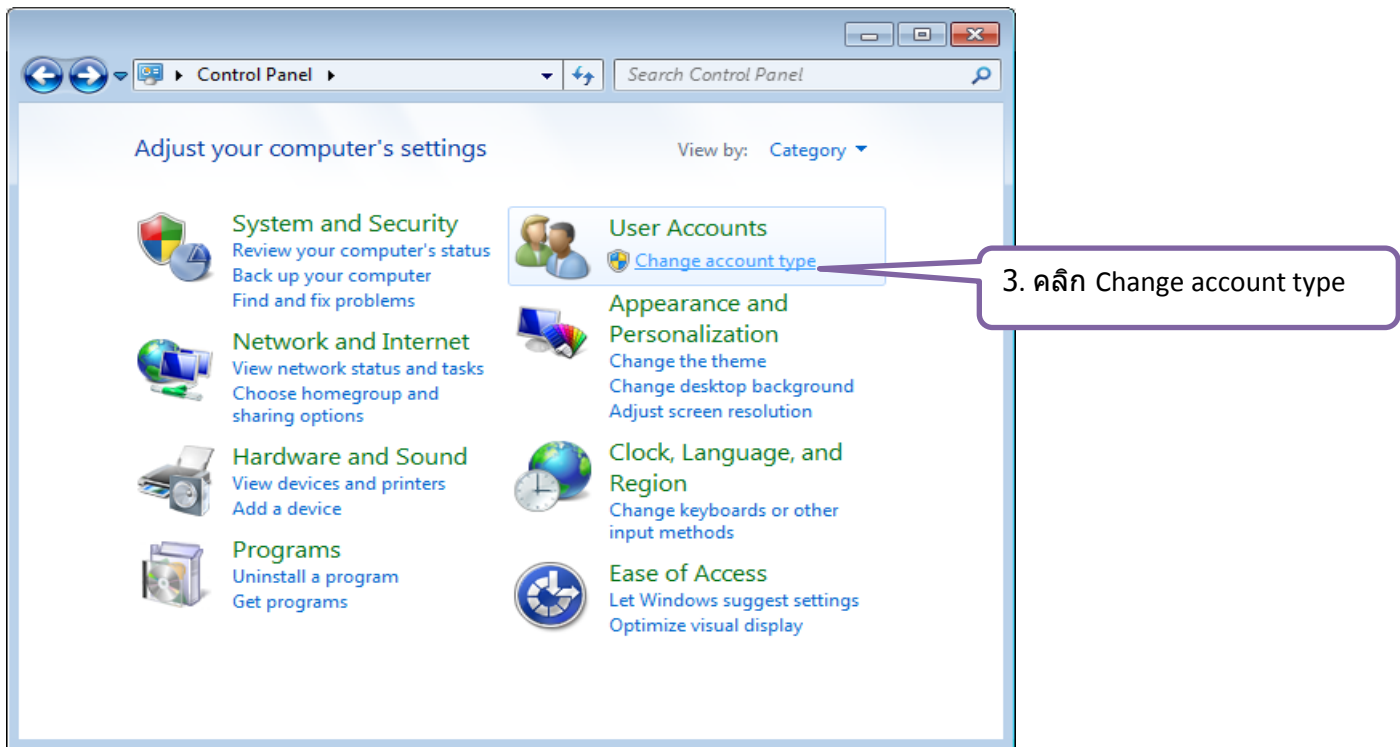 Control Panel
Search Control Panel
Adjust your computer's settings
View by: Category
System and Security
Review your computer's status
Back up your computer
Find and fix problems
Network and Internet
View network status and tasks
Choose homegroup and
sharing options
Hardware and Sound
View devices and printers
Add a device
Programs
Uninstall a program
Get programs
User Accounts
Change account type
Appearance and
Personalization
Change the theme
Change desktop background
Adjust screen resolution
Clock, Language, and
Region
Change keyboards or other
input methods
Ease of Access
Let Windows suggest settings
Optimize visual display
3. คลิก Change account type